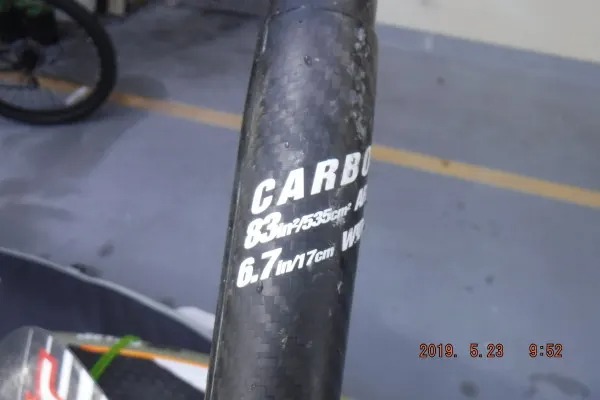 CARBO
83in²/535cm² A
6.7in/17cm W
2019. 5.23 9:52